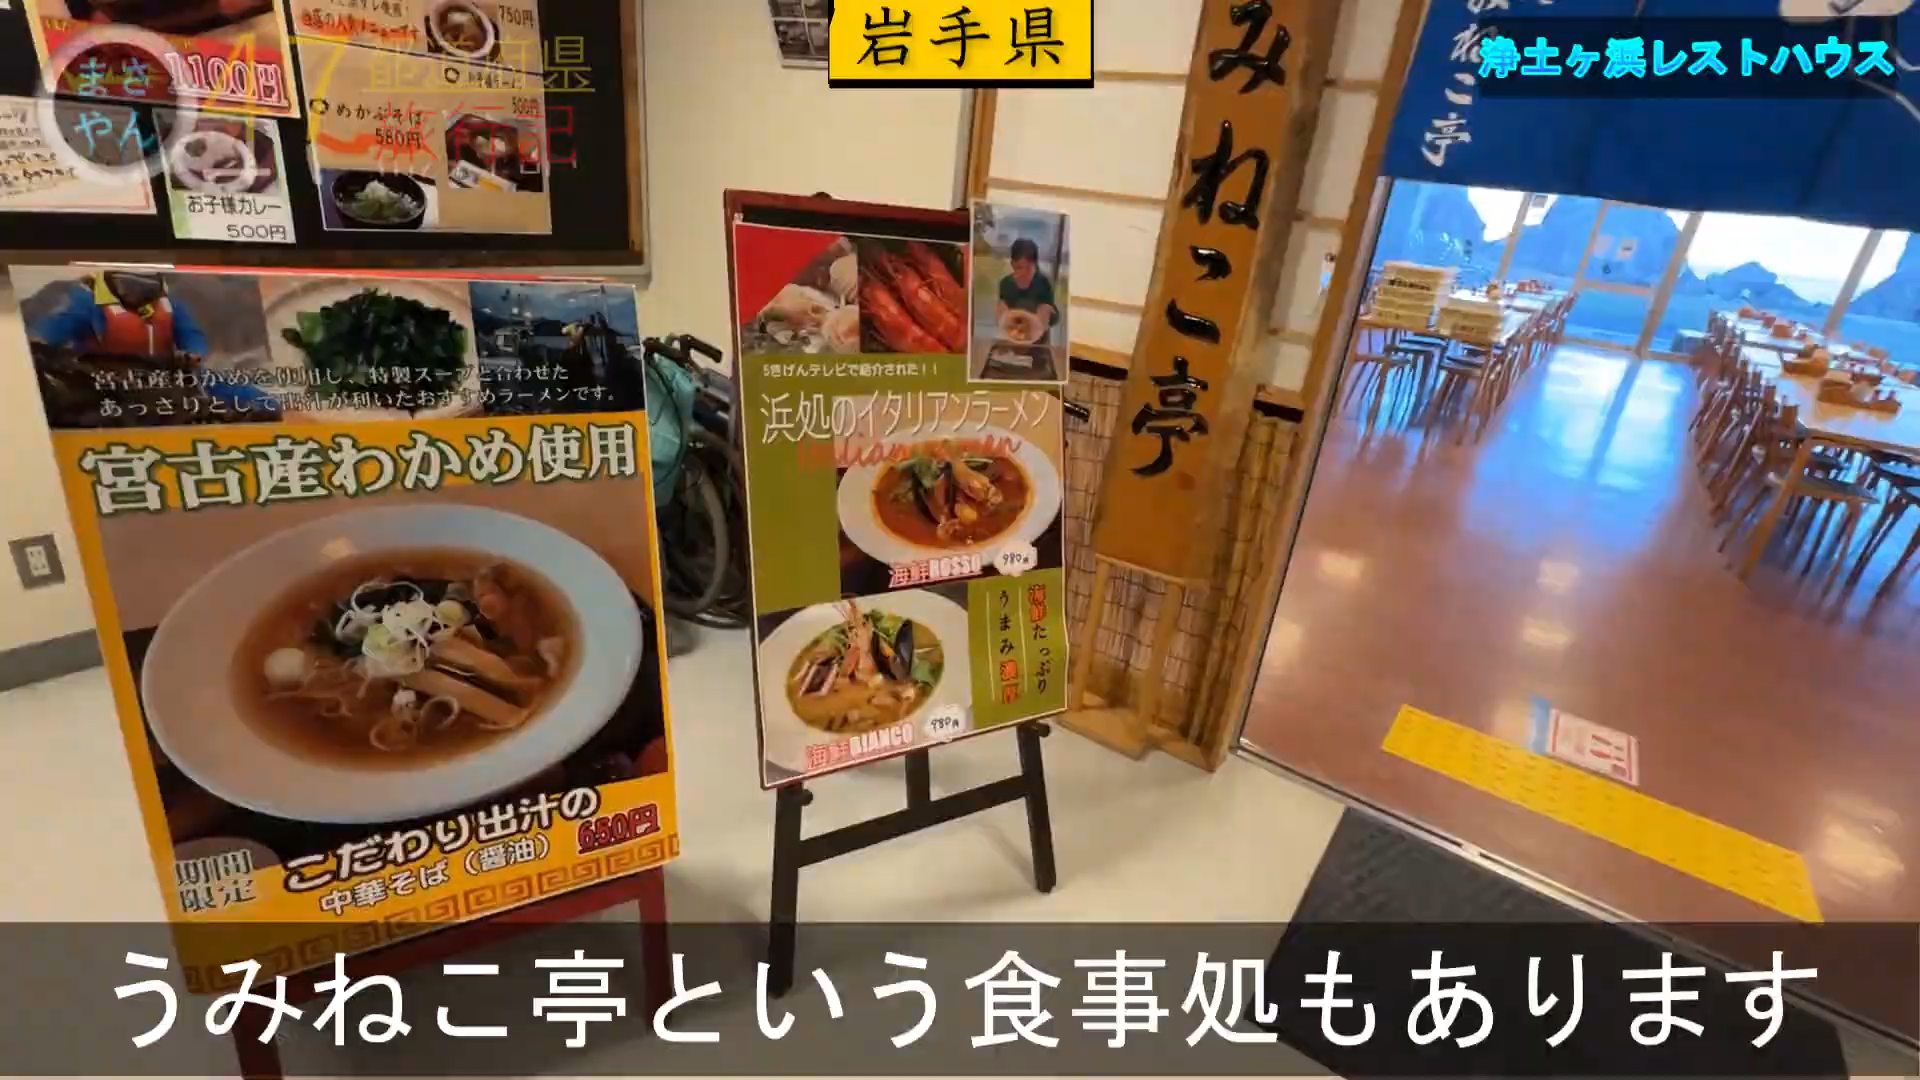 岩手県
浄土ヶ浜レストハウス
まさ
やん
47
都道府県
旅行記
1100円
750円
500円
めかぶそば
580円
お子様カレー
500円
みねこ亭
ねこ亭
宮古産わかめを使用し、特製スープと合わせた
あっさりとして出汁が利いたおすすめラーメンです。
宮古産わかめ使用
期間
限定
こだわり出汁の
中華そば（醤油）
650円
5きげんテレビで紹介された！！
浜処のイタリアンラーメン
海鮮ROSSO
980円
海鮮たっぷり
うまみ濃厚
海鮮BIANCO
980円
うみねこ亭という食事処もあります